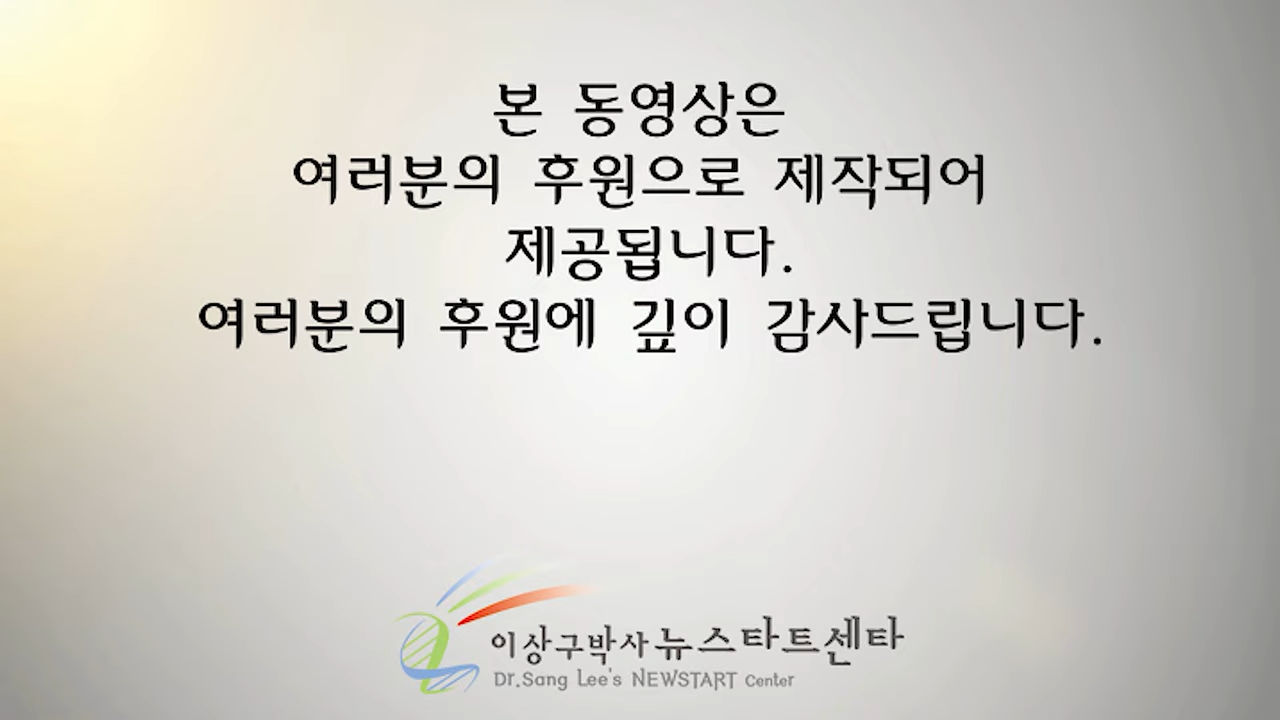 본 동영상은
여러분의 후원으로 제작되어
제공됩니다.
여러분의 후원에 깊이 감사드립니다.
이상구박사 뉴스타트센타
Dr.Sang Lee's NEWSTART Center